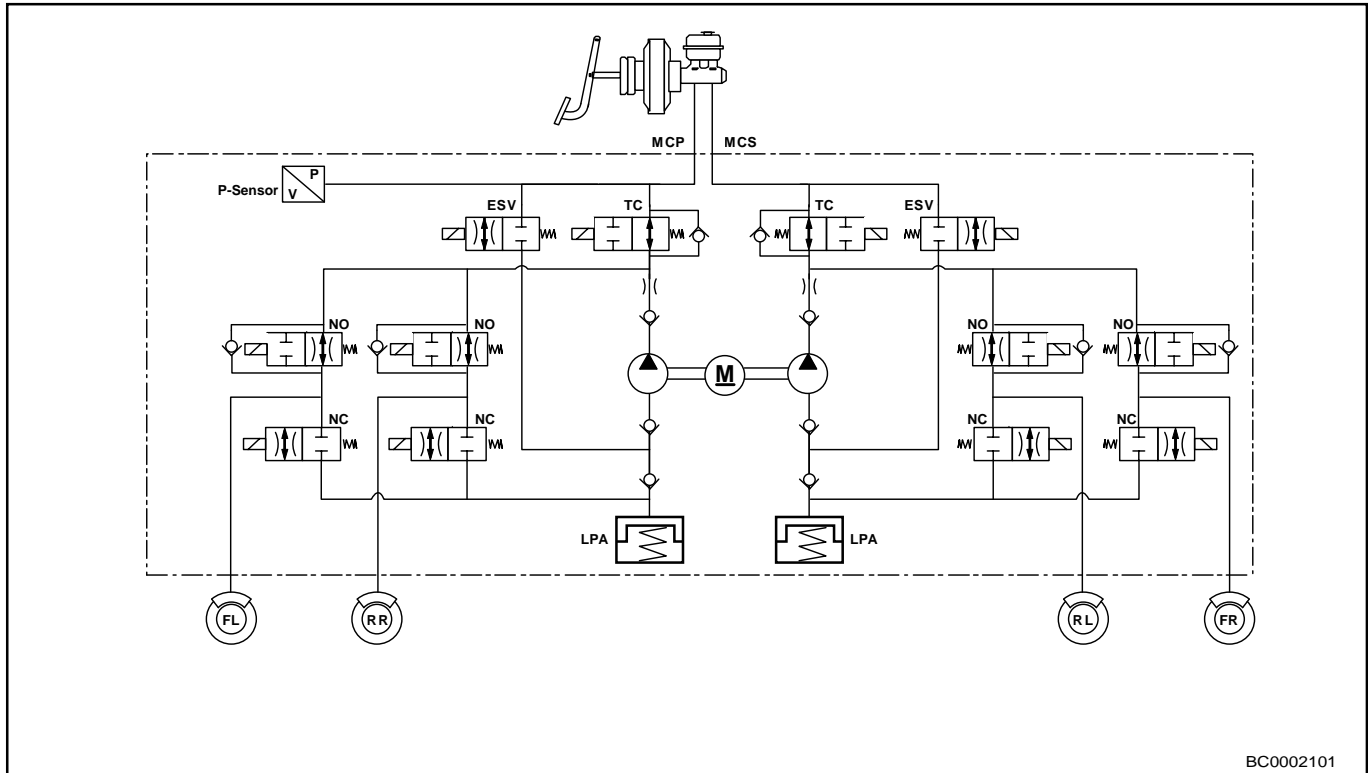 MCP MCS
P
V
P-Sensor
ESV TC TC ESV
NO NO NO NO
M
NC NC NC NC
LPA LPA
FL RR RL FR
BC0002101